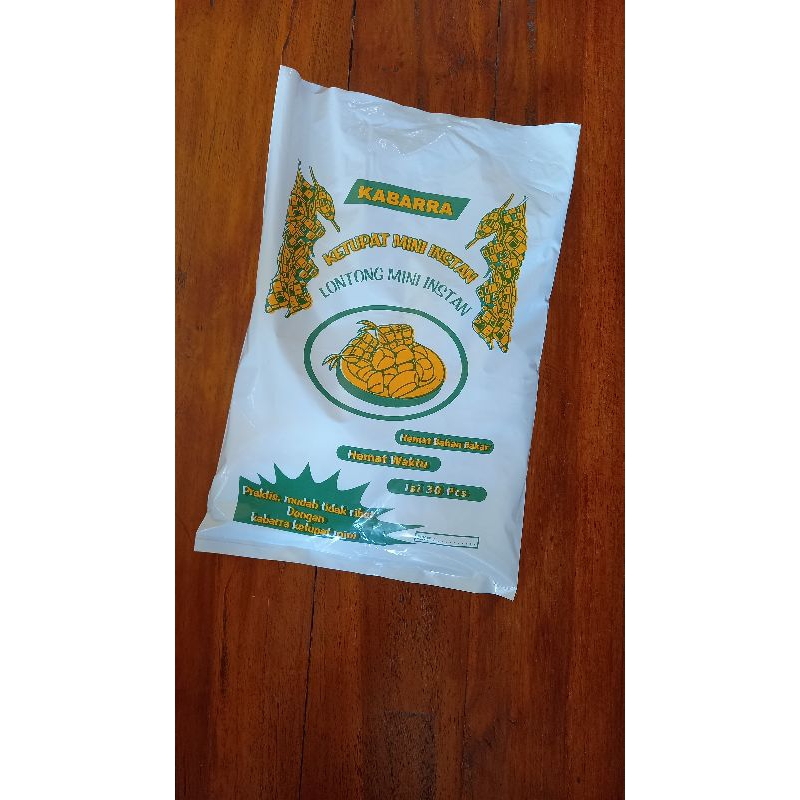 KABARRA
KETUPAT MINI INSTAN
LONTONG MINI INSTAN
Hemat Bahan Bakar
Hemat Waktu
Isi 30 Pcs
Praktis, mudah tidak ribet
Dengan
kabarra ketupat mini